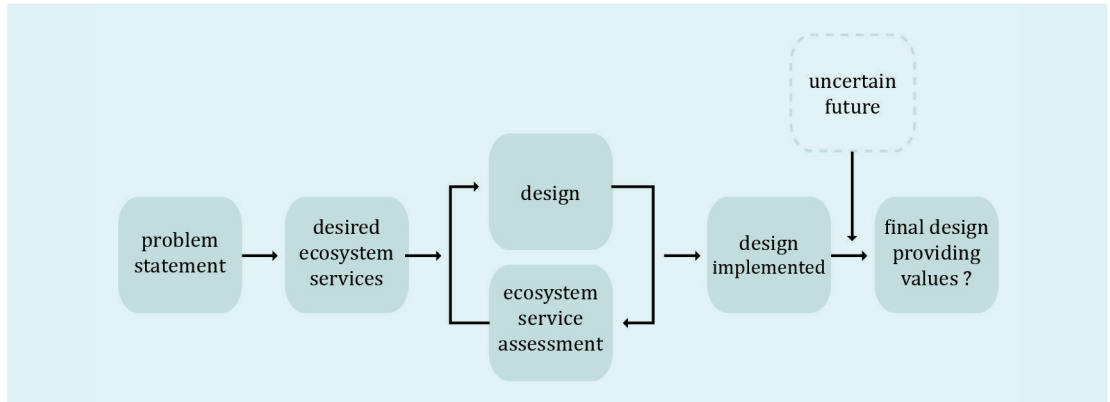 problem
statement
desired
ecosystem
services
design
ecosystem
service
assessment
design
implemented
uncertain
future
final design
providing
values ?